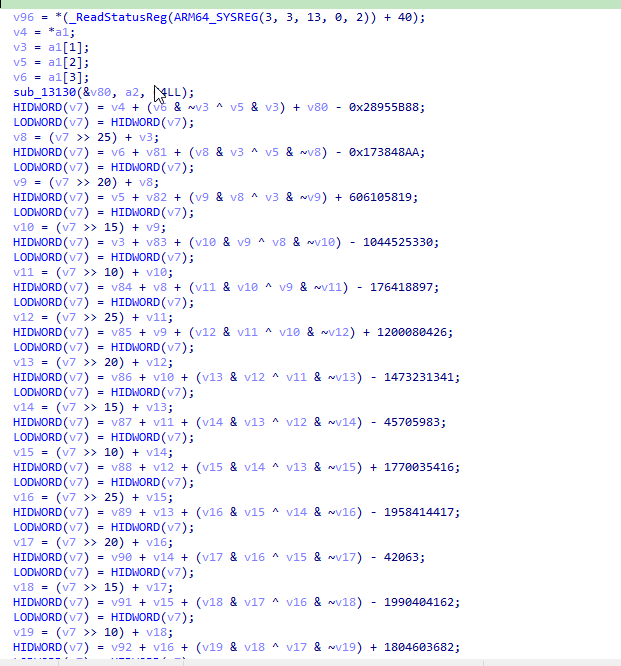 v96 = *(_ReadStatusReg(ARM64_SYSREG(3, 3, 13, 0, 2)) + 40);
v4 = *a1;
v3 = a1[1];
v5 = a1[2];
v6 = a1[3];
sub_13130(&v80, a2, 4LL);
HIDWORD(v7) = v4 + (v6 & ~v3 ^ v5 & v3) + v80 - 0x28955B88;
LODWORD(v7) = HIDWORD(v7);
v8 = (v7 >> 25) + v3;
HIDWORD(v7) = v6 + v81 + (v8 & v3 ^ v5 & ~v8) - 0x173848AA;
LODWORD(v7) = HIDWORD(v7);
v9 = (v7 >> 20) + v8;
HIDWORD(v7) = v5 + v82 + (v9 & v8 ^ v3 & ~v9) + 606105819;
LODWORD(v7) = HIDWORD(v7);
v10 = (v7 >> 15) + v9;
HIDWORD(v7) = v3 + v83 + (v10 & v9 ^ v8 & ~v10) - 1044525330;
LODWORD(v7) = HIDWORD(v7);
v11 = (v7 >> 10) + v10;
HIDWORD(v7) = v84 + v8 + (v11 & v10 ^ v9 & ~v11) - 176418897;
LODWORD(v7) = HIDWORD(v7);
v12 = (v7 >> 25) + v11;
HIDWORD(v7) = v85 + v9 + (v12 & v11 ^ v10 & ~v12) + 1200080426;
LODWORD(v7) = HIDWORD(v7);
v13 = (v7 >> 20) + v12;
HIDWORD(v7) = v86 + v10 + (v13 & v12 ^ v11 & ~v13) - 1473231341;
LODWORD(v7) = HIDWORD(v7);
v14 = (v7 >> 15) + v13;
HIDWORD(v7) = v87 + v11 + (v14 & v13 ^ v12 & ~v14) - 45705983;
LODWORD(v7) = HIDWORD(v7);
v15 = (v7 >> 10) + v14;
HIDWORD(v7) = v88 + v12 + (v15 & v14 ^ v13 & ~v15) + 1770035416;
LODWORD(v7) = HIDWORD(v7);
v16 = (v7 >> 25) + v15;
HIDWORD(v7) = v89 + v13 + (v16 & v15 ^ v14 & ~v16) - 1958414417;
LODWORD(v7) = HIDWORD(v7);
v17 = (v7 >> 20) + v16;
HIDWORD(v7) = v90 + v14 + (v17 & v16 ^ v15 & ~v17) - 42063;
LODWORD(v7) = HIDWORD(v7);
v18 = (v7 >> 15) + v17;
HIDWORD(v7) = v91 + v15 + (v18 & v17 ^ v16 & ~v18) - 1990404162;
LODWORD(v7) = HIDWORD(v7);
v19 = (v7 >> 10) + v18;
HIDWORD(v7) = v92 + v16 + (v19 & v18 ^ v17 & ~v19) + 1804603682;